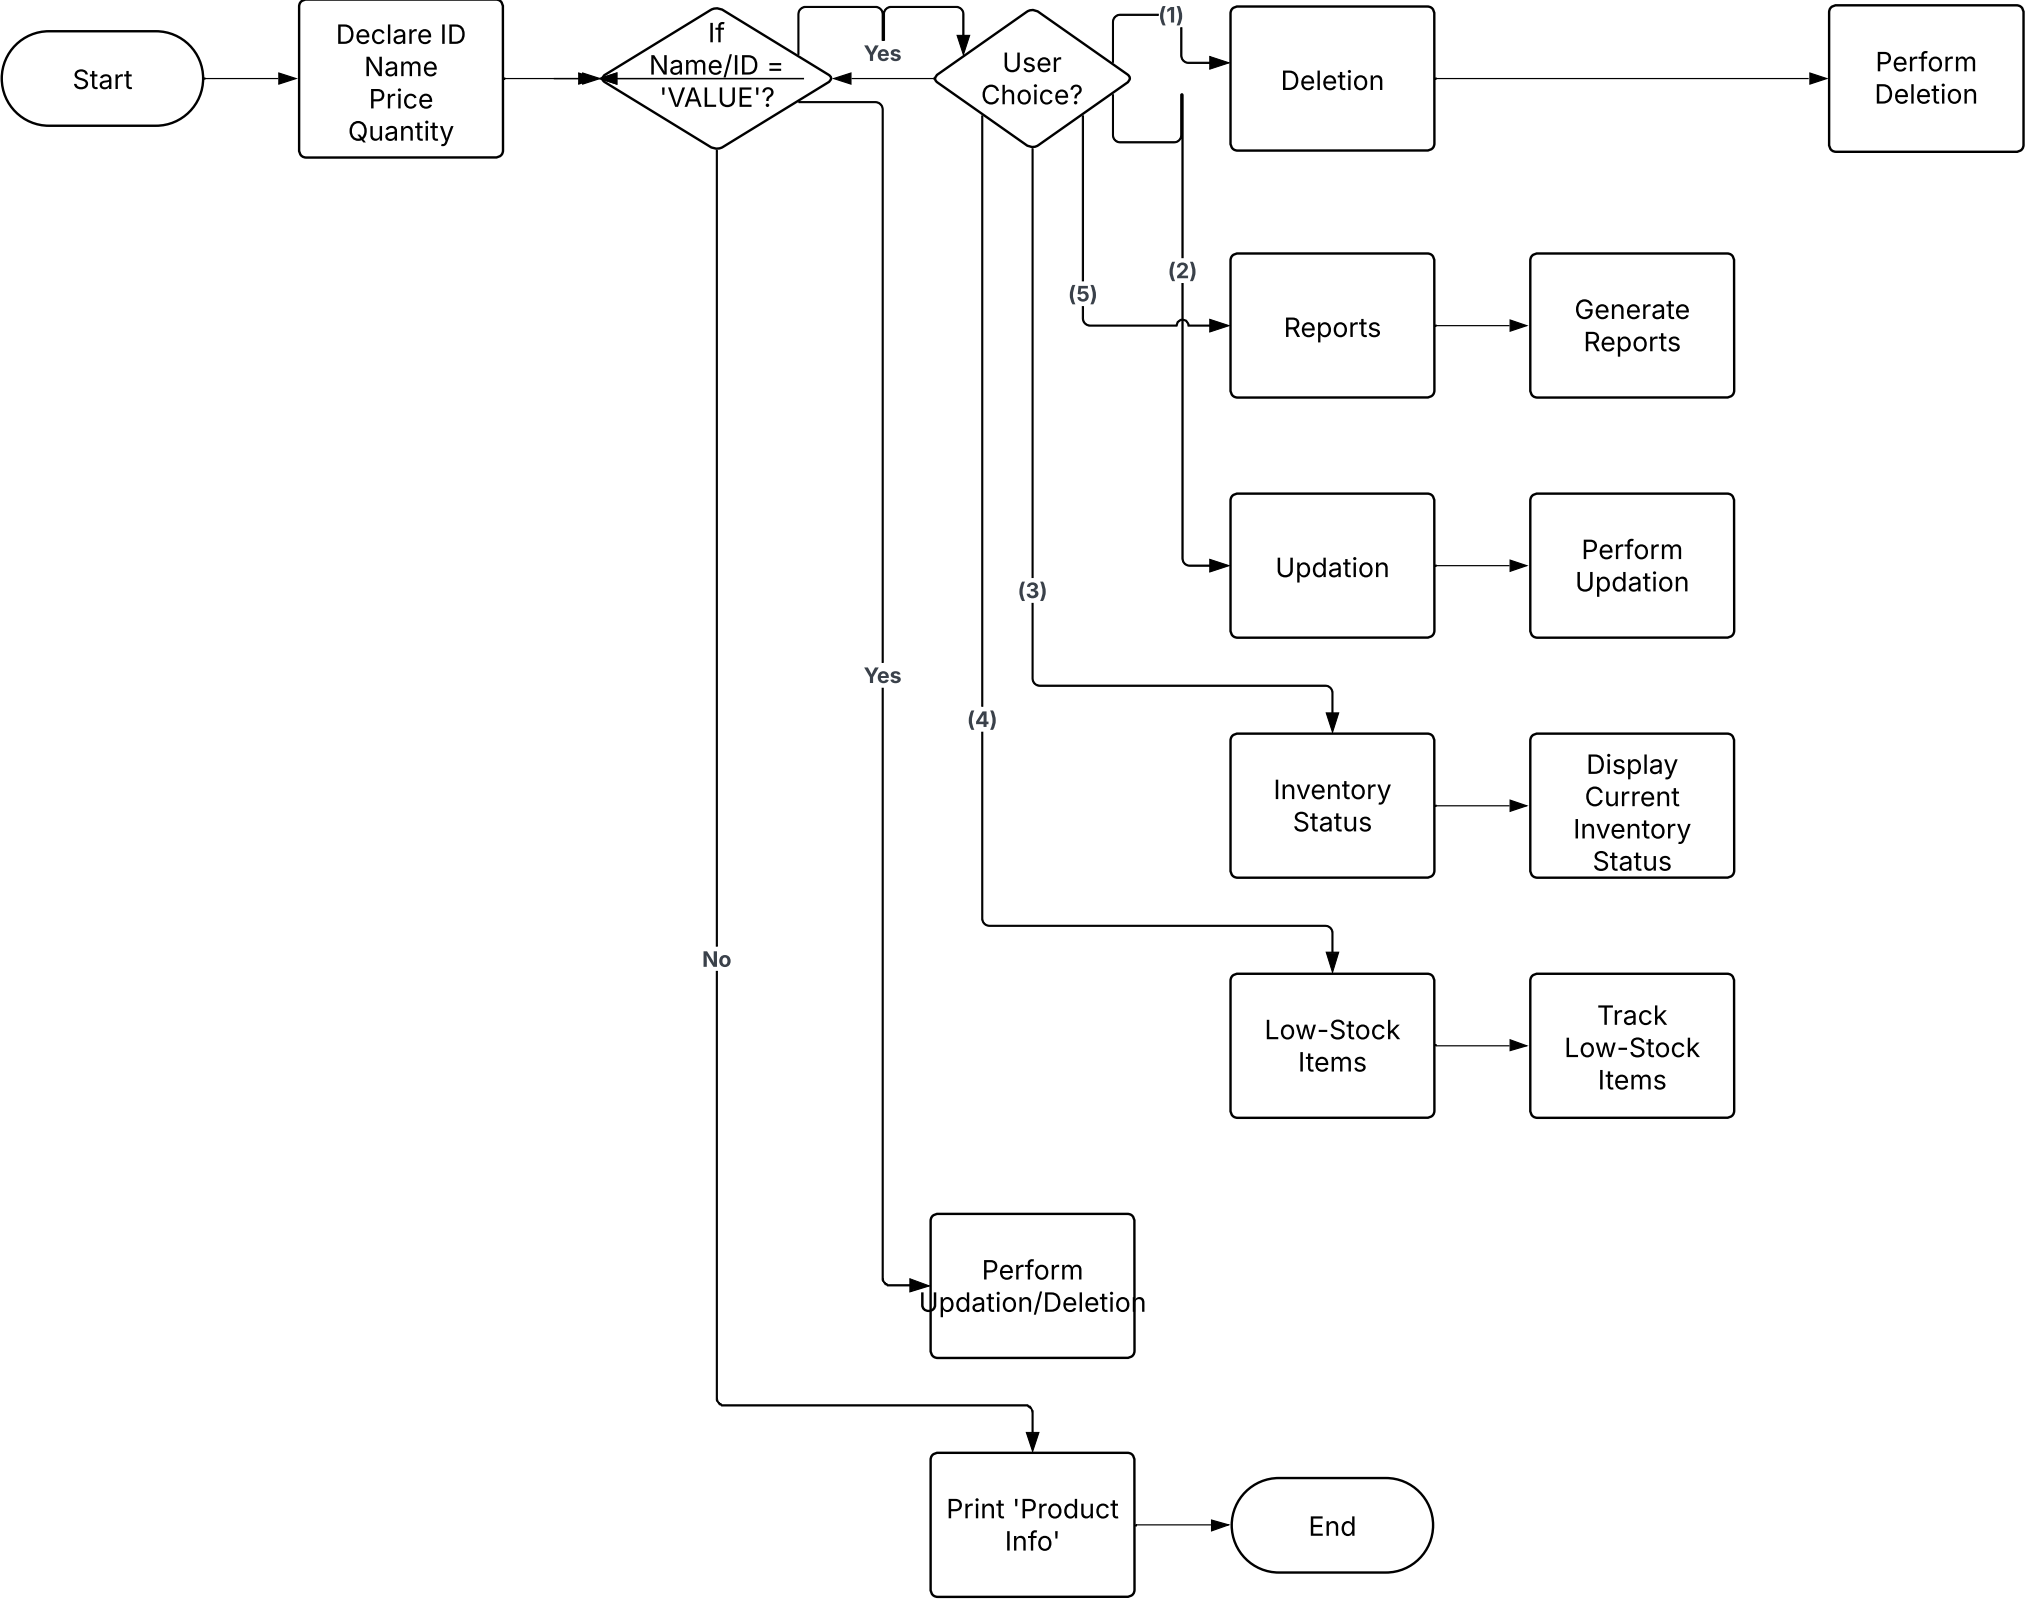 Start
Declare ID
Name
Price
Quantity
If
Name/ID =
'VALUE'?
Yes
User
Choice?
(1)
Deletion
Perform
Deletion
(2)
(5)
Reports
Generate
Reports
Updation
Perform
Updation
(3)
Yes
(4)
Inventory
Status
Display
Current
Inventory
Status
No
Low-Stock
Items
Track
Low-Stock
Items
Perform
Updation/Deletion
Print 'Product
Info'
End